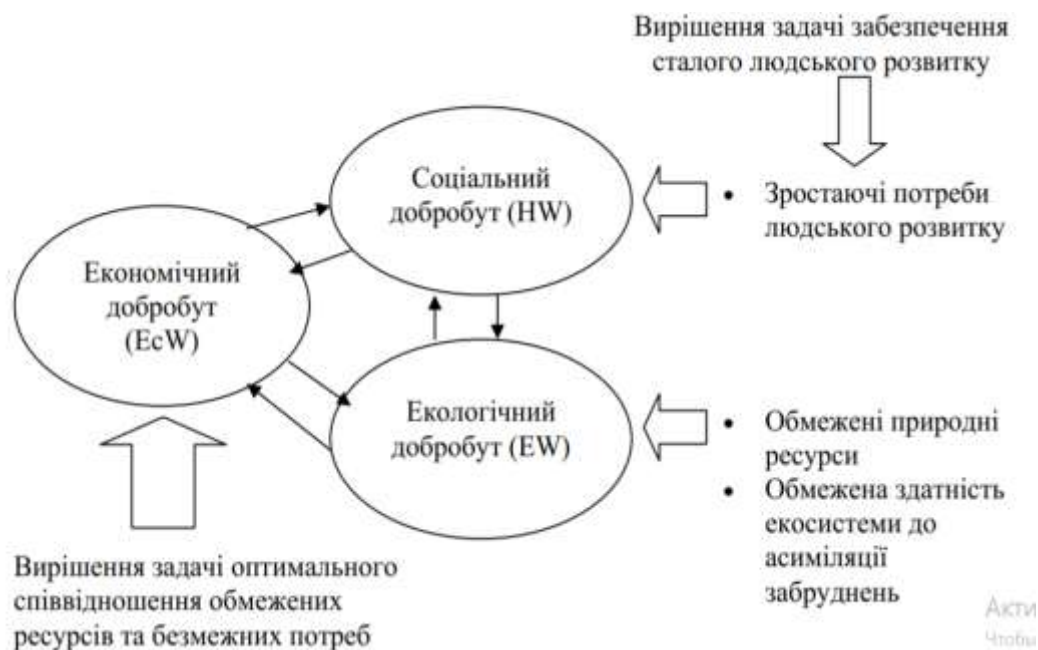 Вирішення задачі забезпечення
сталого людського розвитку
Соціальний
добробут (HW)
• Зростаючі потреби
людського розвитку
Економічний
добробут
(EcW)
Екологічний
добробут (EW)
• Обмежені природні
ресурси
• Обмежена здатність
екосистеми до
асиміляції
забруднень
Вирішення задачі оптимального
співвідношення обмежених
ресурсів та безмежних потреб
Акти
Чтобы